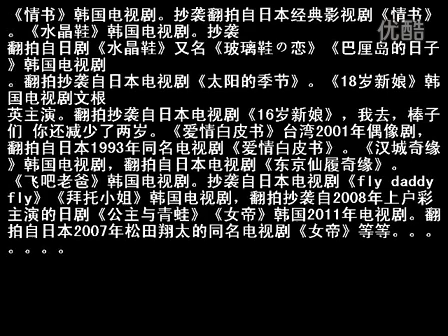 《情书》韩国电视剧。抄袭翻拍自日本经典影视剧《情书》
。《水晶鞋》韩国电视剧。抄袭
翻拍自日剧《水晶鞋》又名《玻璃鞋の恋》《巴厘岛的日子
》韩国电视剧
。翻拍抄袭自日本电视剧《太阳的季节》。《18岁新娘》韩
国电视剧文根
英主演。翻拍抄袭自日本电视剧《16岁新娘》，我去，棒子
们 你还减少了两岁。《爱情白皮书》台湾2001年偶像剧，
翻拍自日本1993年同名电视剧《爱情白皮书》。《汉城奇缘
》韩国电视剧，翻拍自日本电视剧《东京仙履奇缘》。
《飞吧老爸》韩国电视剧。抄袭自日本电视剧《fly daddy
fly》《拜托小姐》韩国电视剧，翻拍抄袭自2008年上户彩
主演的日剧《公主与青蛙》《女帝》韩国2011年电视剧。翻
拍自日本2007年松田翔太的同名电视剧《女帝》等等。。。
。。。。。。
优酷